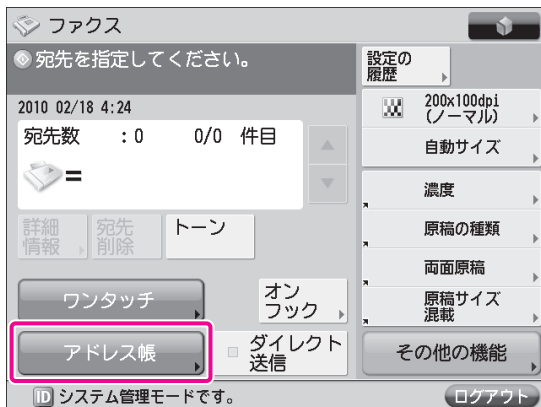 ファクス
宛先を指定してください。
設定の
履歴
2010 02/18 4:24
200x100dpi
(ノーマル)
宛先数 :0 0/0 件目
自動サイズ
=
濃度
詳細
情報
宛先
削除
トーン
原稿の種類
両面原稿
ワンタッチ
オン
フック
原稿サイズ
混載
アドレス帳
ダイレクト
送信
その他の機能
ID システム管理モードです。
ログアウト